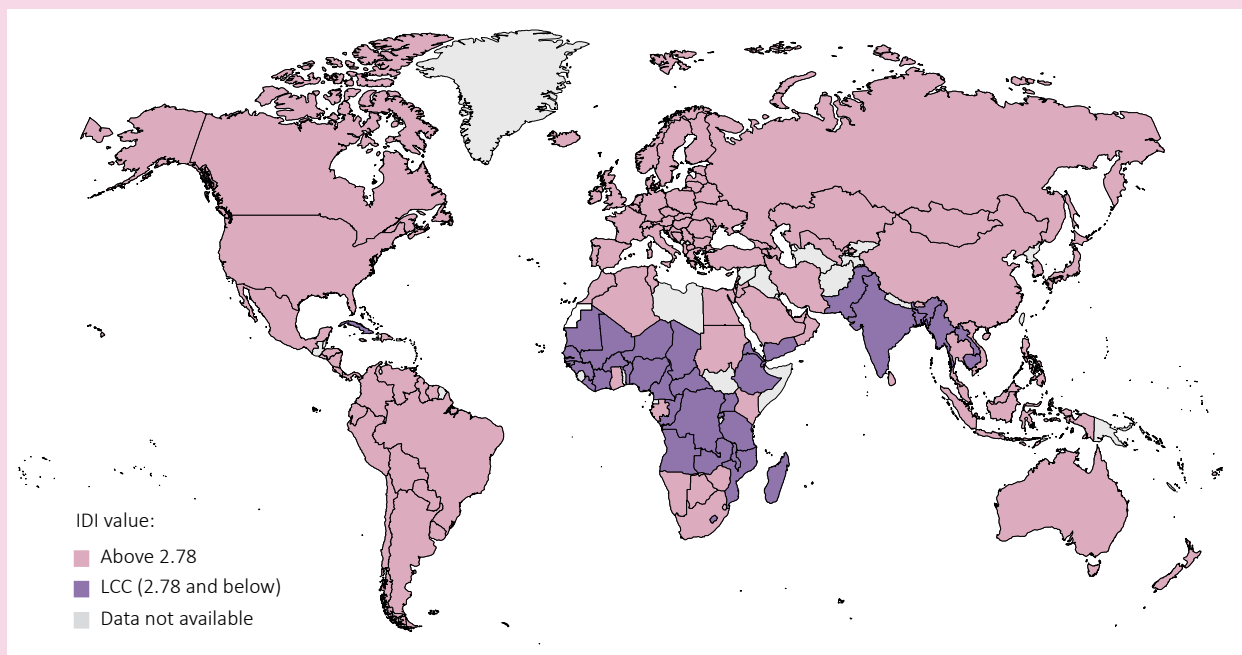 IDI value:
Above 2.78
LCC (2.78 and below)
Data not available